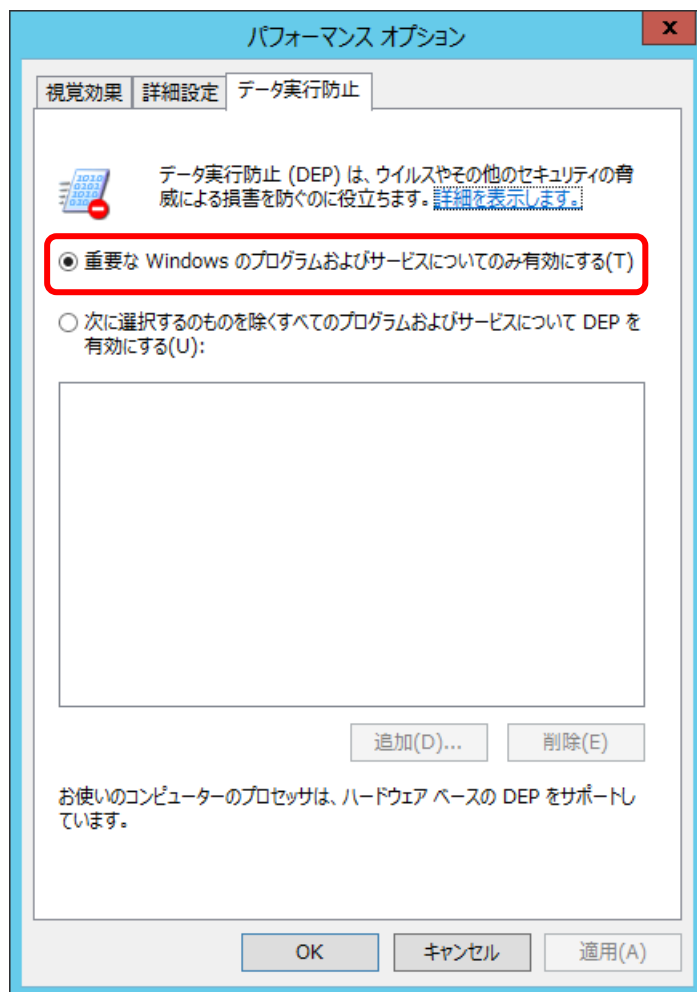 パフォーマンス オプション
x
視覚効果 詳細設定 データ実行防止
データ実行防止 (DEP) は、ウイルスやその他のセキュリティの脅
威による損害を防ぐのに役立ちます。詳細を表示します。
重要な Windows のプログラムおよびサービスについてのみ有効にする(T)
次に選択するのものを除くすべてのプログラムおよびサービスについて DEP を
有効にする(U):
追加(D)... 削除(E)
お使いのコンピューターのプロセッサは、ハードウェア ベースの DEP をサポートし
ています。
OK キャンセル 適用(A)